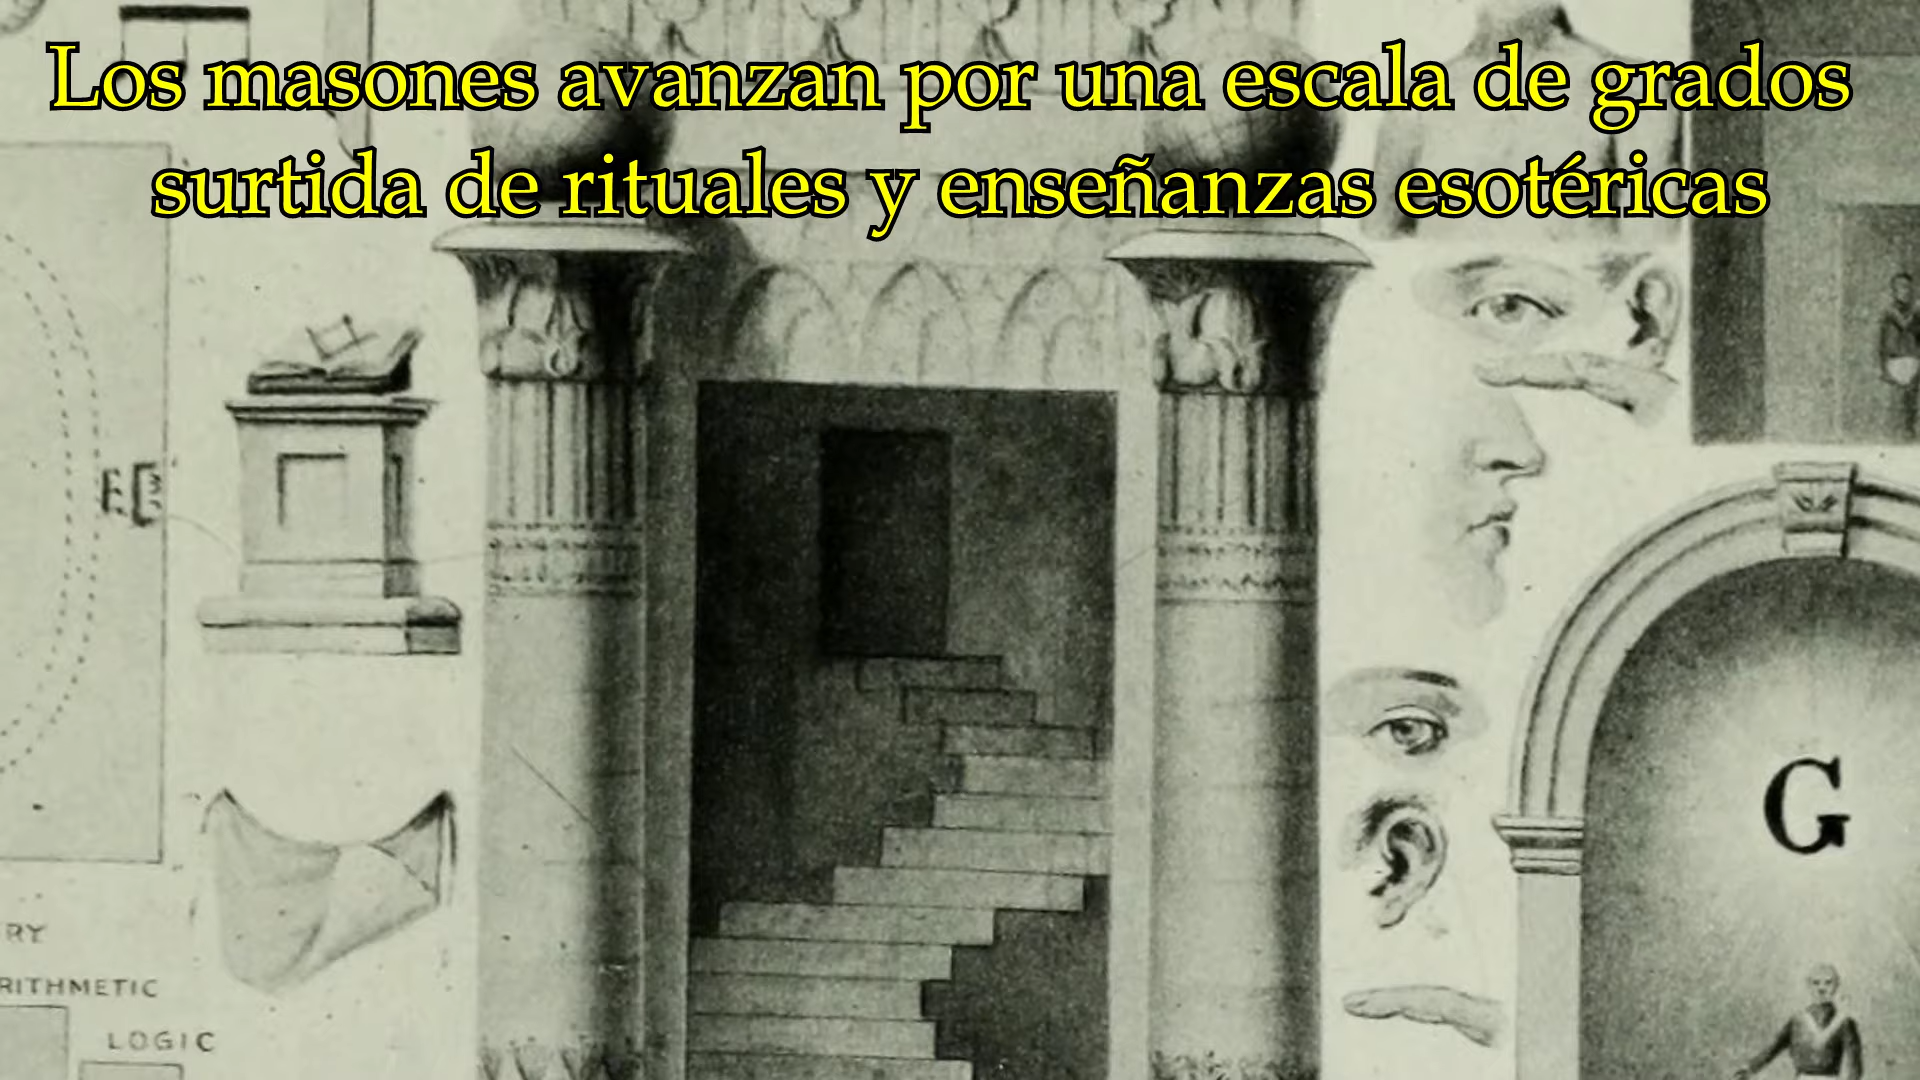 Los masones avanzan por una escala de grados
surtida de rituales y enseñanzas esotéricas
G
RY
RITHMETIC
LOGIC